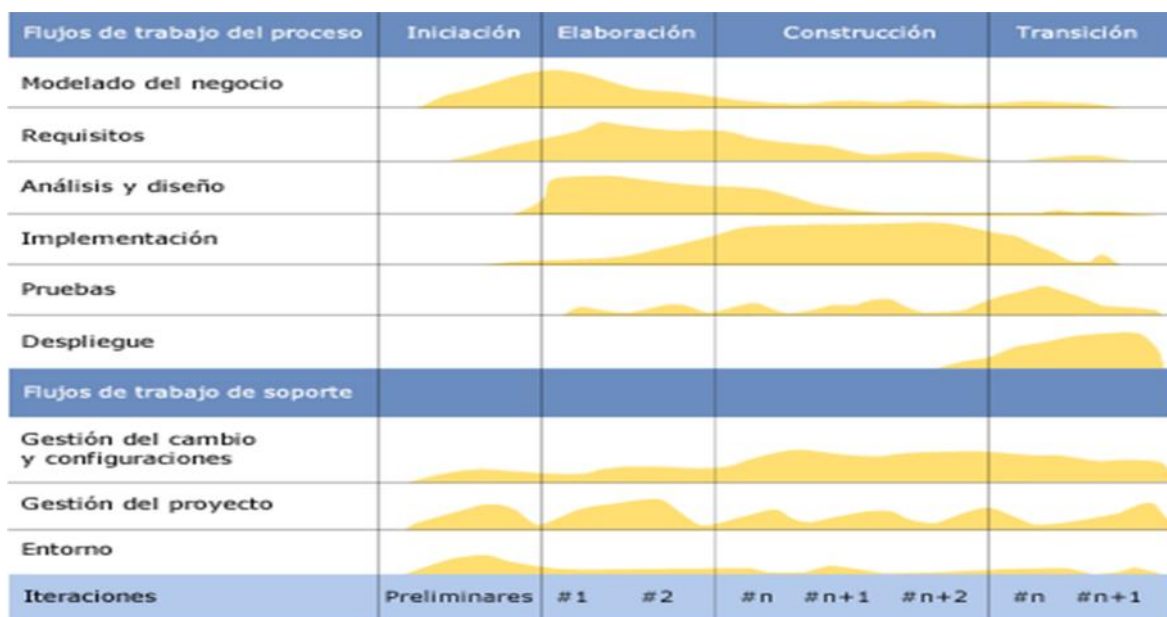 Flujos de trabajo del proceso Iniciación Elaboración Construcción Transición
Modelado del negocio
Requisitos
Análisis y diseño
Implementación
Pruebas
Despliegue
Flujos de trabajo de soporte
Gestión del cambio
y configuraciones
Gestión del proyecto
Entorno
Iteraciones Preliminares #1 #2 #n #n+1 #n+2 #n #n+1